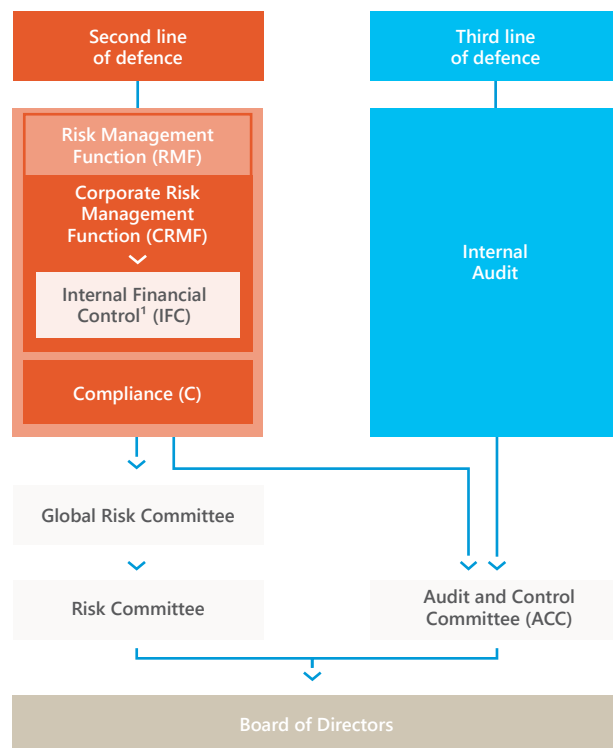 Second line
of defence
Third line
of defence
Risk Management
Function (RMF)
Corporate Risk
Management
Function (CRMF)
Internal Financial
Control¹ (IFC)
Compliance (C)
Internal
Audit
Global Risk Committee
Risk Committee
Audit and Control
Committee (ACC)
Board of Directors